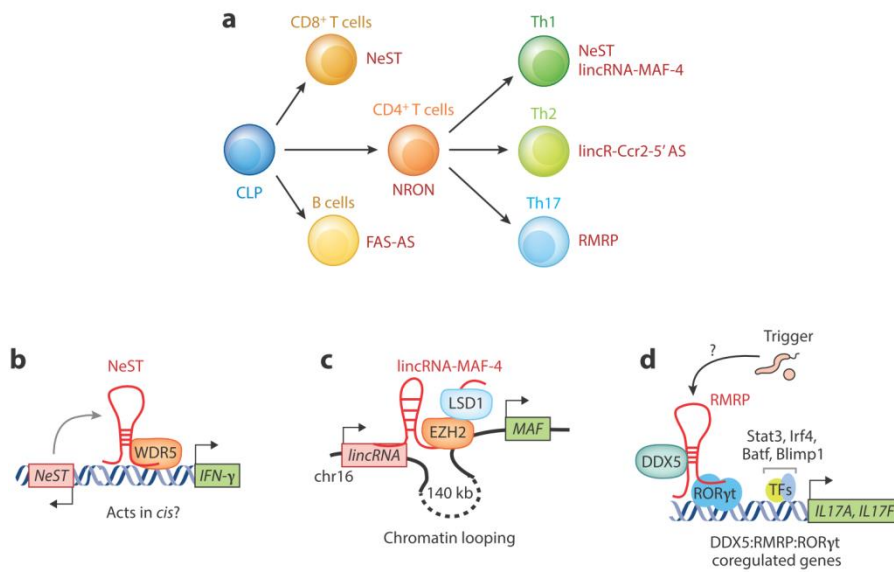 a
CD8⁺ T cells
NeST
CLP
CD4⁺ T cells
NRON
B cells
FAS-AS
Th1
NeST
lincRNA-MAF-4
Th2
lincR-Ccr2-5′ AS
Th17
RMRP
b
NeST
WDR5
NeST
IFN-γ
Acts in cis?
c
lincRNA-MAF-4
LSD1
EZH2
MAF
lincRNA
chr16
140 kb
Chromatin looping
d
Trigger
?
RMRP
Stat3, Irf4,
Batf, Blimp1
DDX5
RORγt
TFs
IL17A, IL17F
DDX5:RMRP:RORγt
coregulated genes